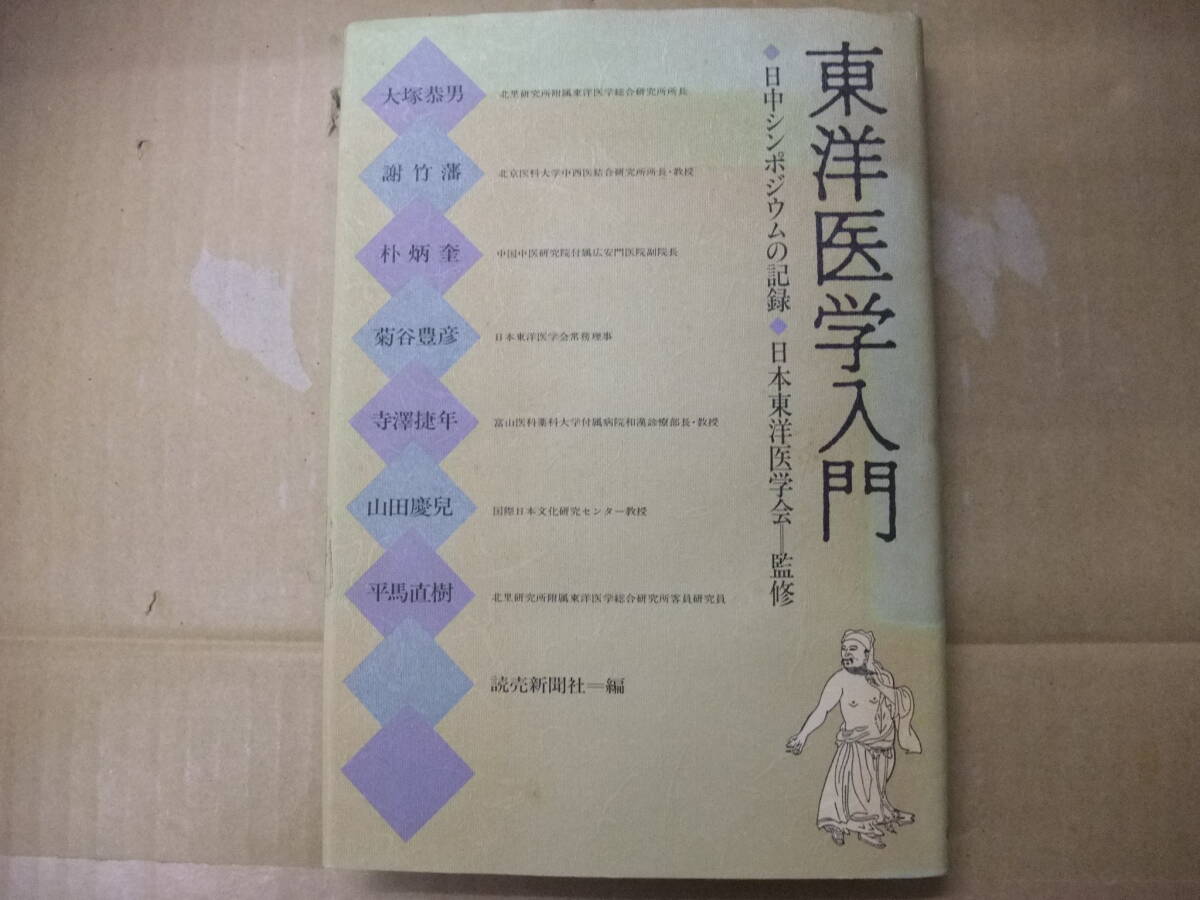 東洋医学入門
◆日中シンポジウムの記録◆日本東洋医学会=監修
大塚恭男 北里研究所附属東洋医学総合研究所所長
謝竹藩 北京医科大学中西医結合研究所所長・教授
朴炳奎 中国中医研究院付属広安門医院副院長
菊谷豊彦 日本東洋医学会常務理事
寺澤捷年 富山医科薬科大学付属病院和漢診療部長・教授
山田慶兒 国際日本文化研究センター教授
平馬直樹 北里研究所附属東洋医学総合研究所客員研究員
読売新聞社=編